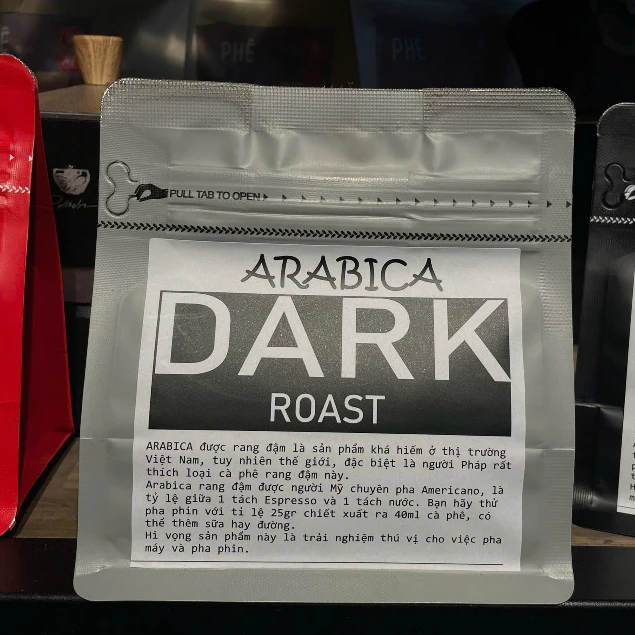 PHÊ
PHÊ
PULL TAB TO OPEN
ARABICA
DARK
ROAST
ARABICA được rang đậm là sản phẩm khá hiếm ở thị trường
Việt Nam, tuy nhiên thế giới, đặc biệt là người Pháp rất
thích loại cà phê rang đậm này.
Arabica rang đậm được người Mỹ chuyên pha Americano, là
tỷ lệ giữa 1 tách Espresso và 1 tách nước. Bạn hãy thử
pha phin với tỉ lệ 25gr chiết xuất ra 40ml cà phê, có
thể thêm sữa hay đường.
Hi vọng sản phẩm này là trải nghiệm thú vị cho việc pha
máy và pha phin.